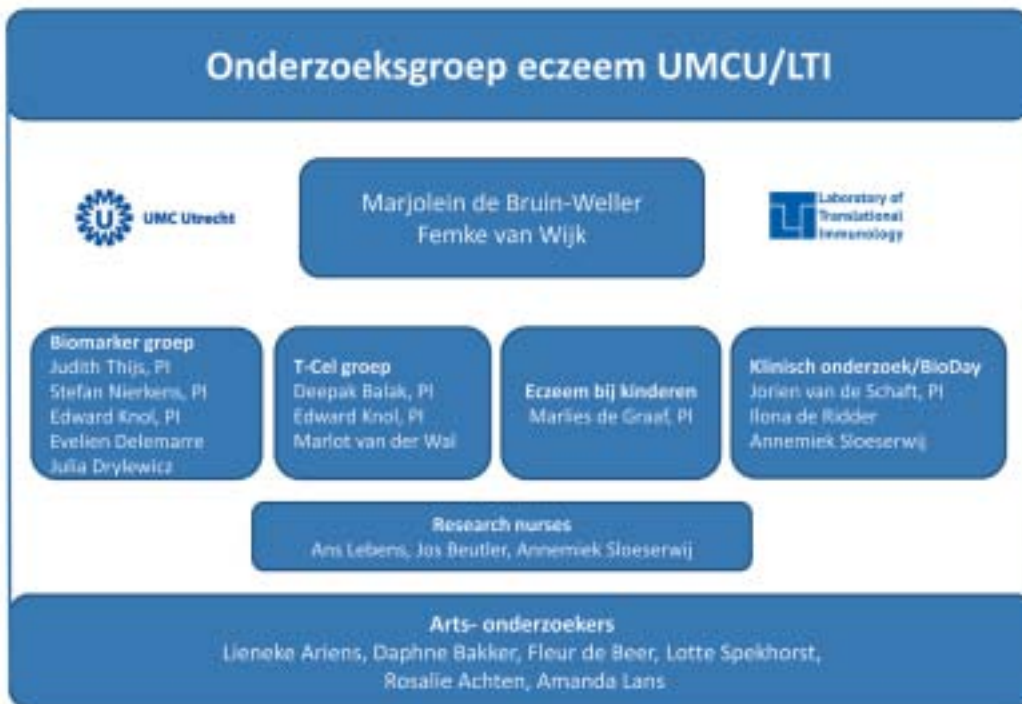 Onderzoeksgroep eczeem UMCU/LTI
UMC Utrecht
Marjolein de Bruin-Weller
Femke van Wijk
Laboratory of
Translational
Immunology
Biomarker groep
Judith Thijs, PI
Stefan Nierkens, PI
Edward Knol, PI
Evelien Delemarre
Julia Drylewicz
T-Cel groep
Deepak Balak, PI
Edward Knol, PI
Marlot van der Wal
Eczeem bij kinderen
Marlies de Graaf, PI
Klinisch onderzoek/BioDay
Jorien van de Schaft, PI
Ilona de Ridder
Annemiek Sloeserwij
Research nurses
Ans Lebens, Jos Beutler, Annemiek Sloeserwij
Arts- onderzoekers
Lieneke Ariens, Daphne Bakker, Fleur de Beer, Lotte Spekhorst,
Rosalie Achten, Amanda Lans